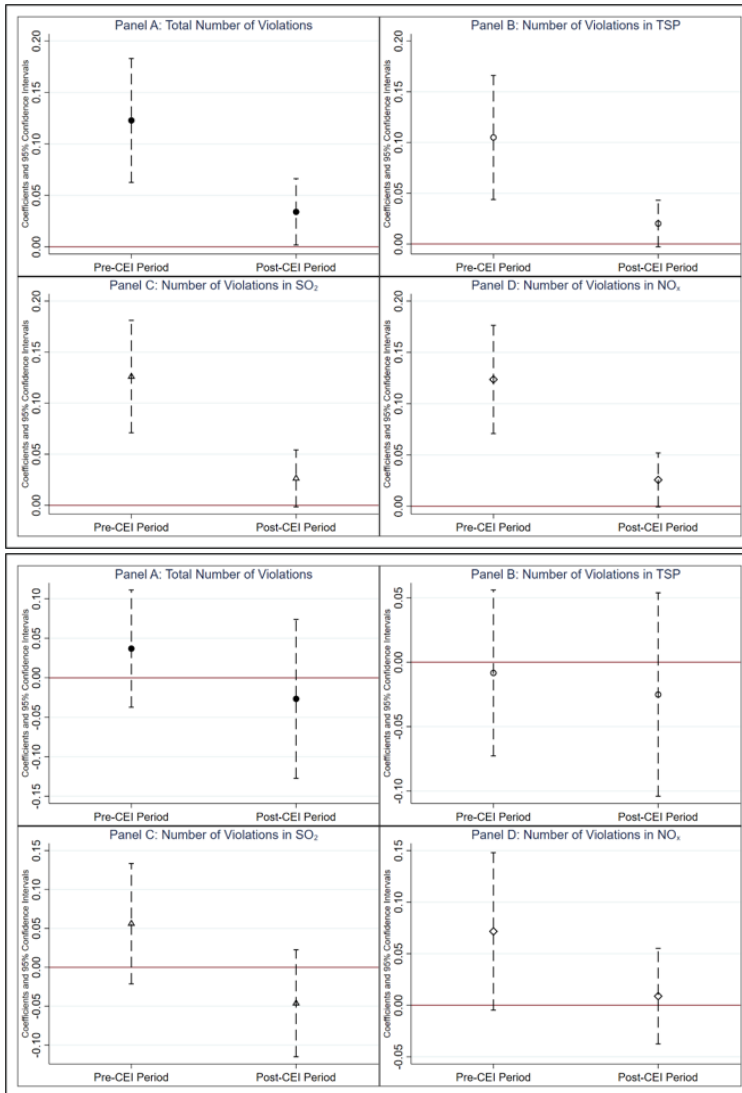 Panel A: Total Number of Violations
Coefficients and 95% Confidence Intervals
0.20
0.15
0.10
0.05
0.00
Pre-CEI Period Post-CEI Period
Panel B: Number of Violations in TSP
Coefficients and 95% Confidence Intervals
0.20
0.15
0.10
0.05
0.00
Pre-CEI Period Post-CEI Period
Panel C: Number of Violations in SO₂
Coefficients and 95% Confidence Intervals
0.20
0.15
0.10
0.05
0.00
Pre-CEI Period Post-CEI Period
Panel D: Number of Violations in NOₓ
Coefficients and 95% Confidence Intervals
0.20
0.15
0.10
0.05
0.00
Pre-CEI Period Post-CEI Period
Panel A: Total Number of Violations
Coefficients and 95% Confidence Intervals
0.10
0.05
0.00
-0.05
-0.10
-0.15
Pre-CEI Period Post-CEI Period
Panel B: Number of Violations in TSP
Coefficients and 95% Confidence Intervals
0.05
0.00
-0.05
-0.10
Pre-CEI Period Post-CEI Period
Panel C: Number of Violations in SO₂
Coefficients and 95% Confidence Intervals
0.15
0.10
0.05
0.00
-0.05
-0.10
Pre-CEI Period Post-CEI Period
Panel D: Number of Violations in NOₓ
Coefficients and 95% Confidence Intervals
0.15
0.10
0.05
0.00
-0.05
Pre-CEI Period Post-CEI Period